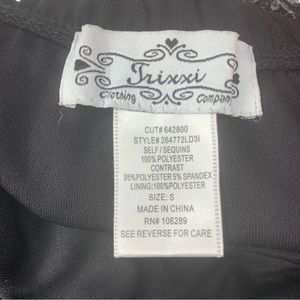 Trixxi
Clothing Company
CUT# 642800
STYLE# 264772LD3I
SELF / SEQUINS
100% POLYESTER
CONTRAST
95%POLYESTER 5% SPANDEX
LINING:100% POLYESTER
SIZE: S
MADE IN CHINA
RN# 106289
SEE REVERSE FOR CARE